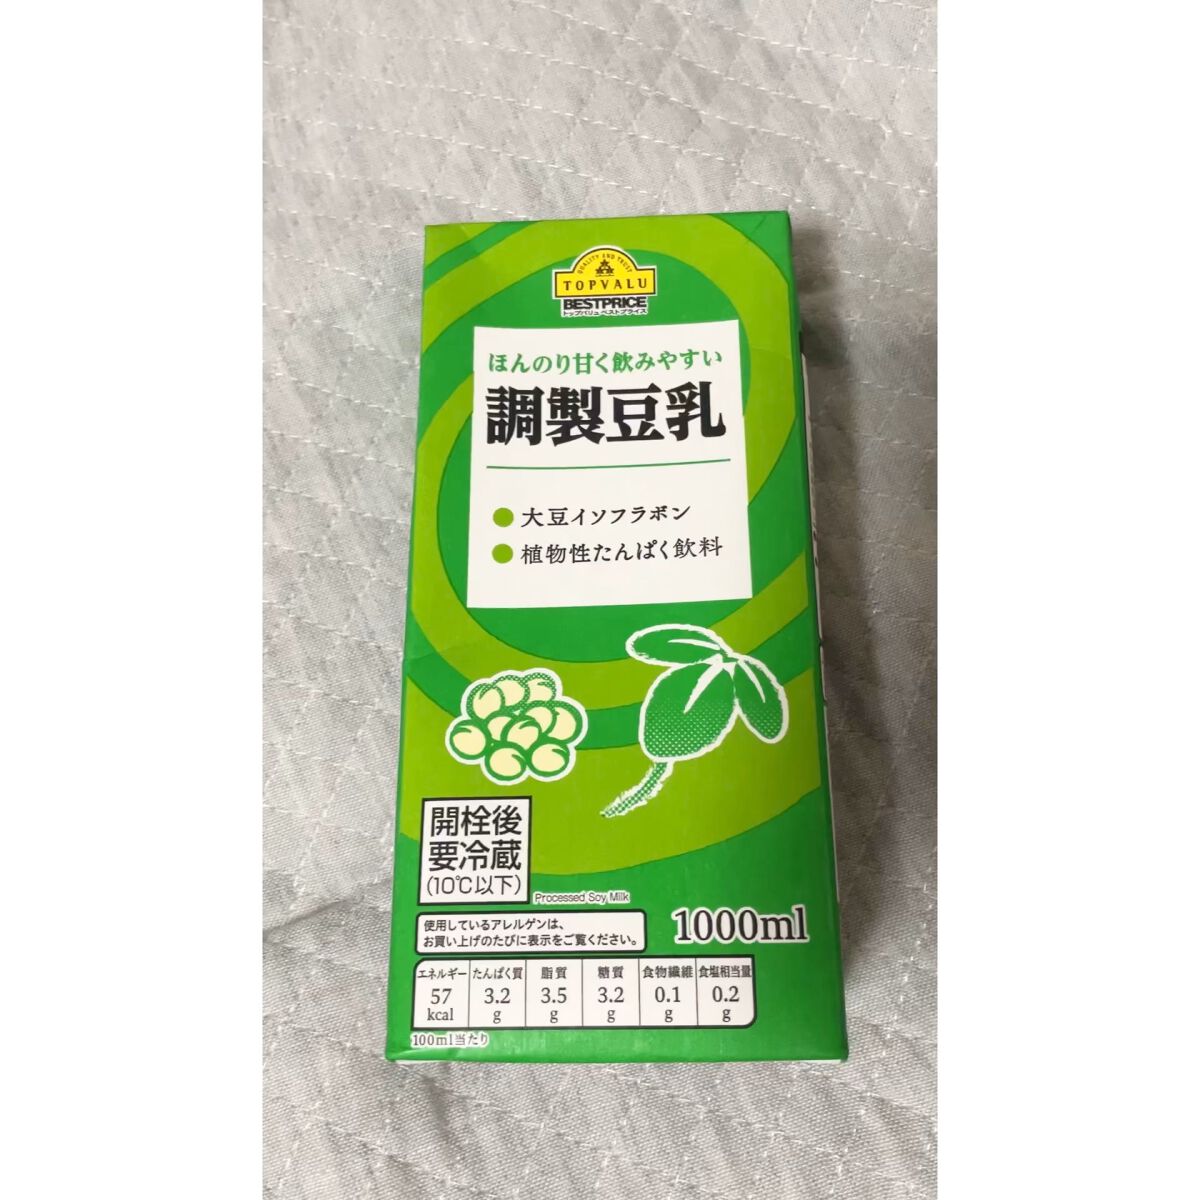 QUALITY AND TRUST
TOPVALU
BESTPRICE
トップバリュ ベストプライス
ほんのり甘く飲みやすい
調製豆乳
●大豆イソフラボン
●植物性たんぱく飲料
開栓後
要冷蔵
(10℃以下)
Processed Soy Milk
使用しているアレルゲンは、
お買い上げのたびに表示をご覧ください。
1000ml
エネルギー たんぱく質 脂質 糖質 食物繊維 食塩相当量
57 3.2 3.5 3.2 0.1 0.2
kcal g g g g g
100ml当たり